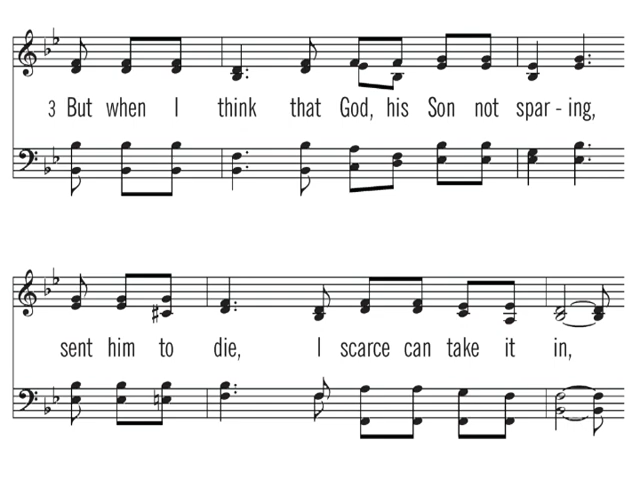 3 But when I think that God, his Son not spar - ing,
sent him to die, I scarce can take it in,